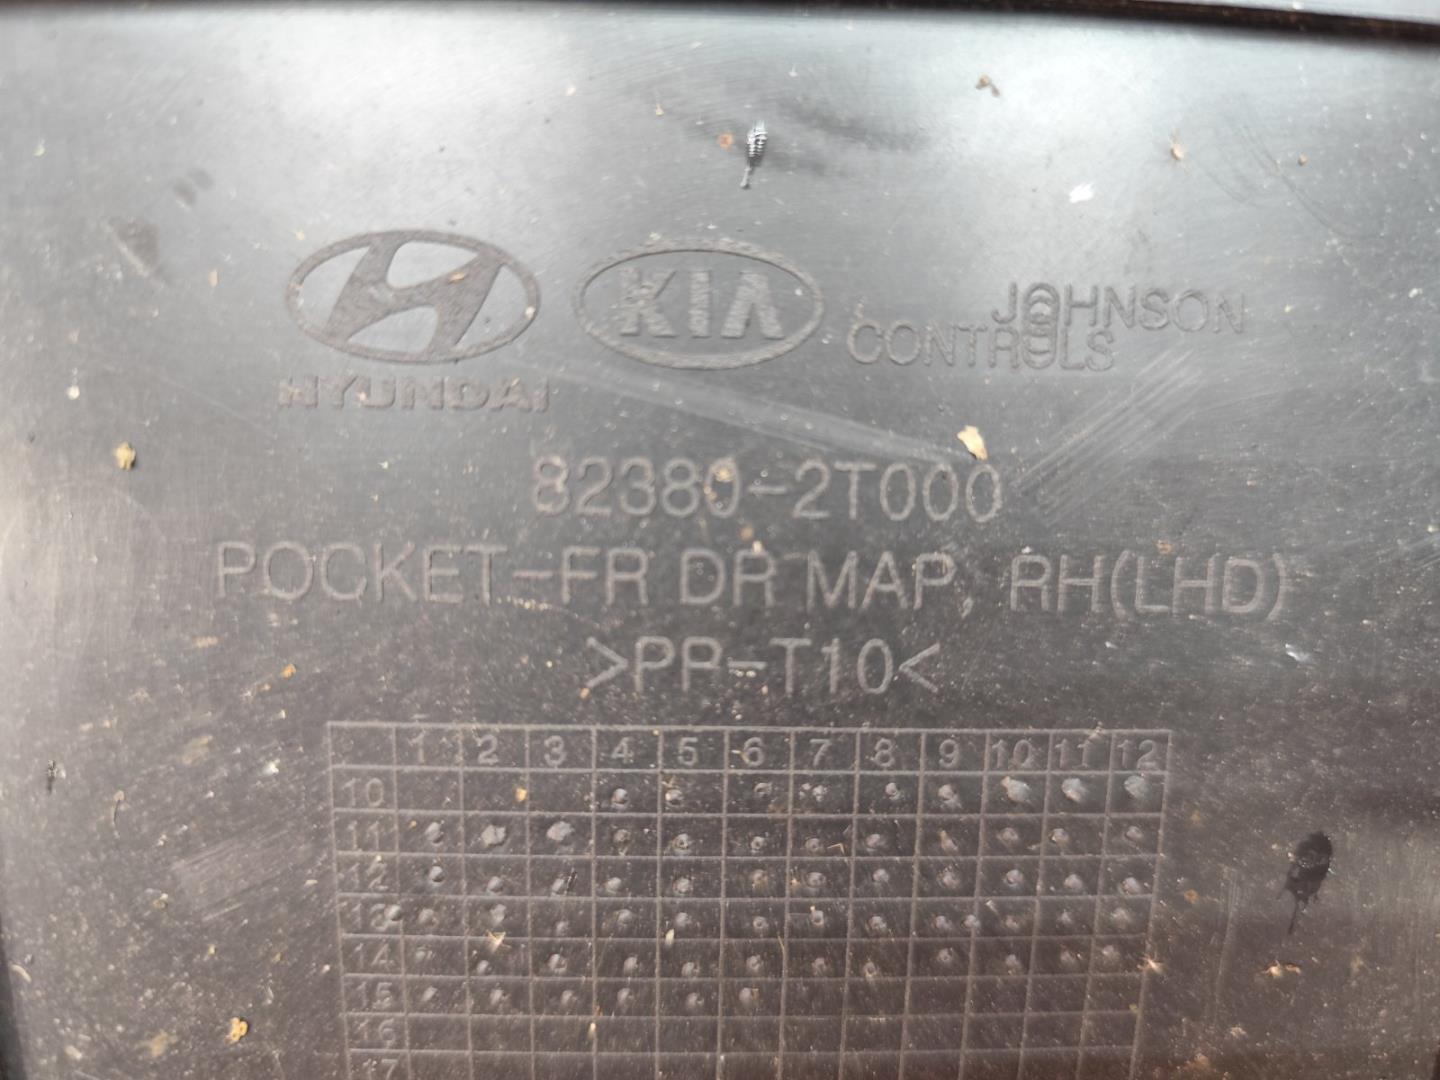 KIA
JOHNSON
CONTROLS
HYUNDAI
82380-2T000
POCKET-FR DR MAP, RH(LHD)
>PP-T10<
1 2 3 4 5 6 7 8 9 10 11 12
10
11
12
13
14
15
16